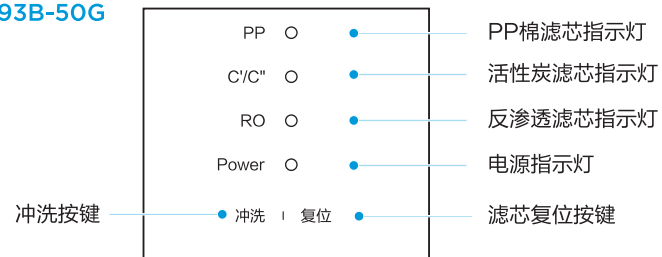 93B-50G
PP PP棉滤芯指示灯
C'/C" 活性炭滤芯指示灯
RO 反渗透滤芯指示灯
Power 电源指示灯
冲洗按键 冲洗 | 复位 滤芯复位按键